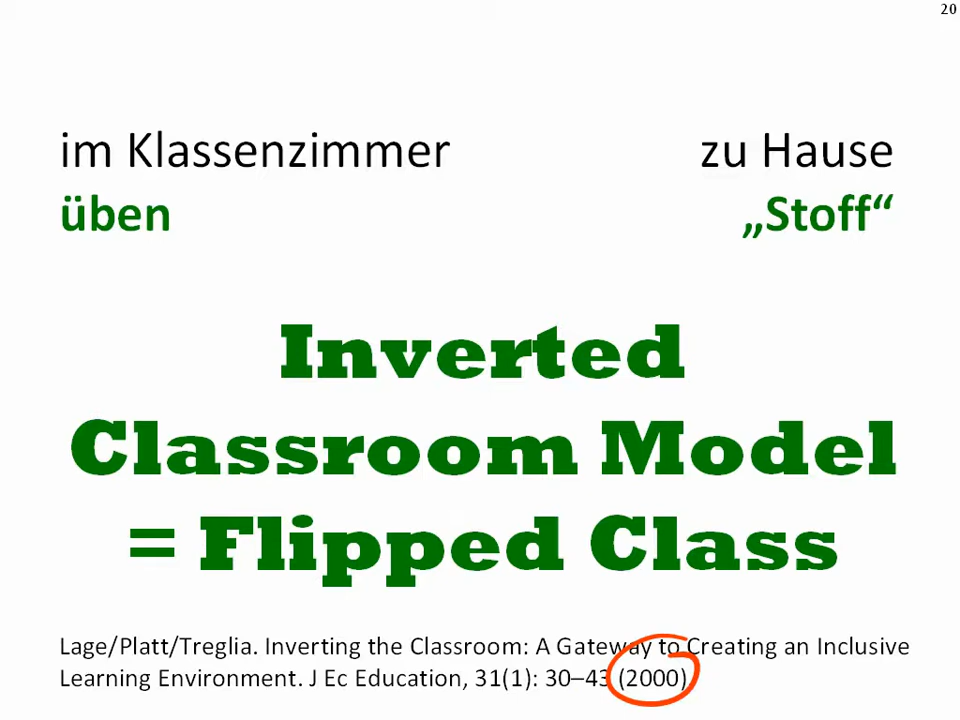 20
im Klassenzimmer zu Hause
üben „Stoff“
Inverted
Classroom Model
= Flipped Class
Lage/Platt/Treglia. Inverting the Classroom: A Gateway to Creating an Inclusive
Learning Environment. J Ec Education, 31(1): 30–43 (2000)